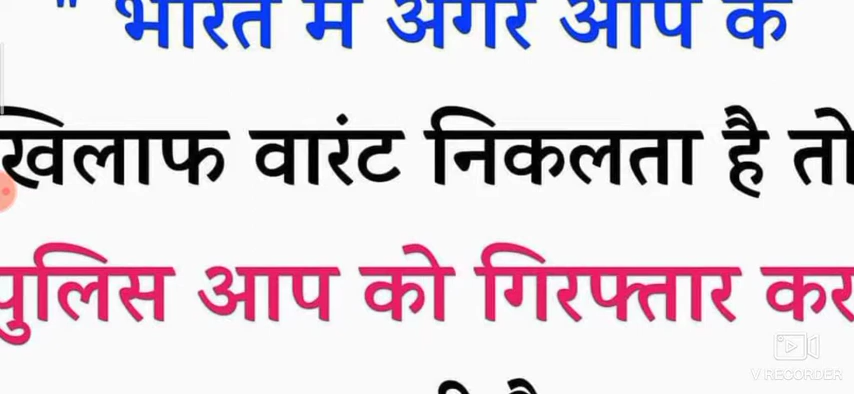 " भारत में अगर आप के
खिलाफ वारंट निकलता है तो
पुलिस आप को गिरफ्तार कर
V RECORDER